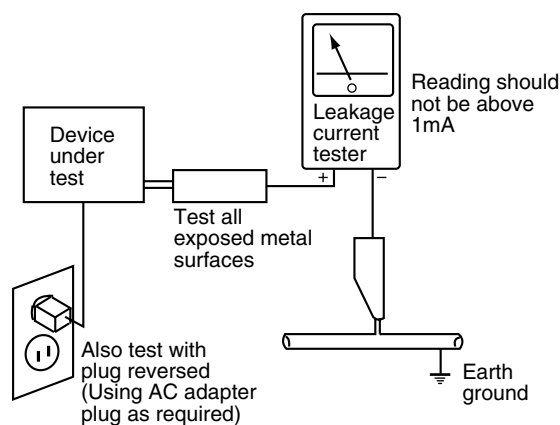 Device
under
test
Leakage
current
tester
+
−
Reading should
not be above
1mA
Test all
exposed metal
surfaces
Also test with
plug reversed
(Using AC adapter
plug as required)
Earth
ground